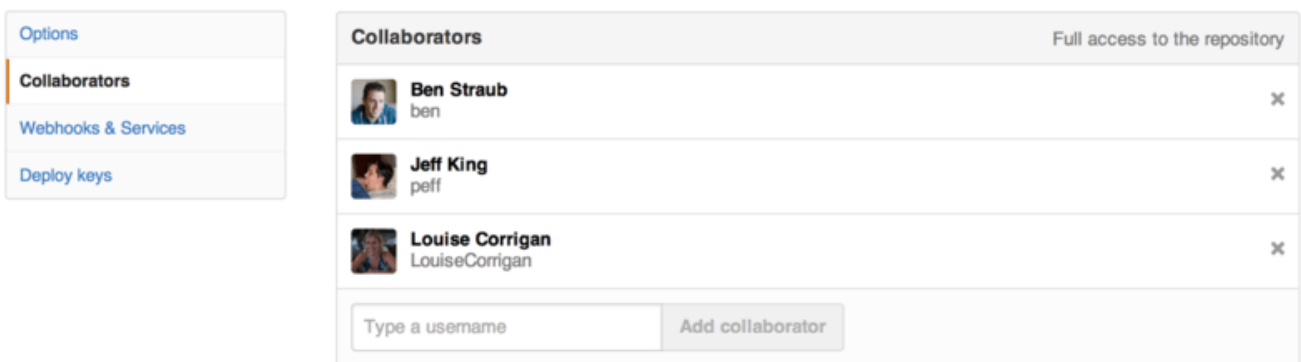 Options
Collaborators
Webhooks & Services
Deploy keys
Collaborators
Full access to the repository
Ben Straub
ben
Jeff King
peff
Louise Corrigan
LouiseCorrigan
Type a username
Add collaborator